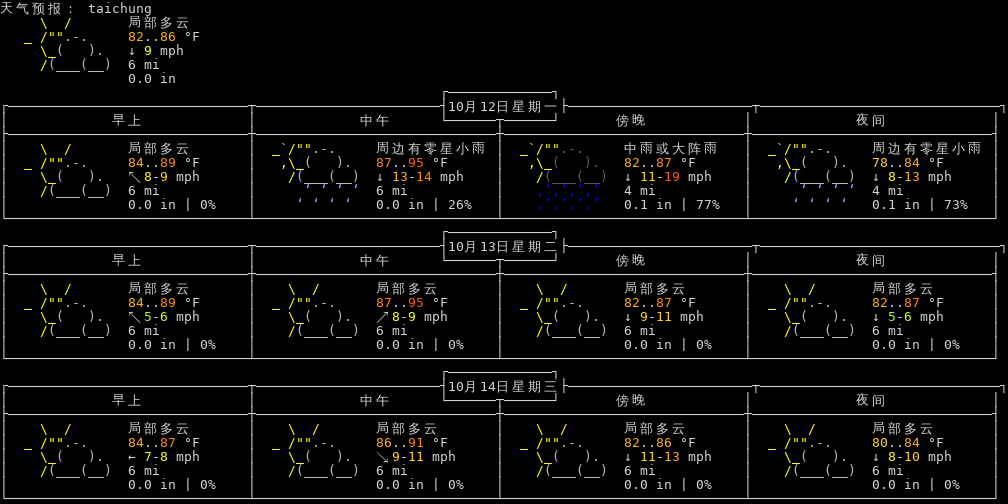 天气预报： taichung
局部多云
82..86 °F
↓ 9 mph
6 mi
0.0 in
10月12日星期一
早上 中午 傍晚 夜间
局部多云 周边有零星小雨 中雨或大阵雨 周边有零星小雨
84..89 °F 87..95 °F 82..87 °F 78..84 °F
↖ 8-9 mph ↓ 13-14 mph ↓ 11-19 mph ↓ 8-13 mph
6 mi 6 mi 4 mi 4 mi
0.0 in | 0% 0.0 in | 26% 0.1 in | 77% 0.1 in | 73%
10月13日星期二
早上 中午 傍晚 夜间
局部多云 局部多云 局部多云 局部多云
84..89 °F 87..95 °F 82..87 °F 82..87 °F
↖ 5-6 mph ↗ 8-9 mph ↓ 9-11 mph ↓ 5-6 mph
6 mi 6 mi 6 mi 6 mi
0.0 in | 0% 0.0 in | 0% 0.0 in | 0% 0.0 in | 0%
10月14日星期三
早上 中午 傍晚 夜间
局部多云 局部多云 局部多云 局部多云
84..87 °F 86..91 °F 82..86 °F 80..84 °F
← 7-8 mph ↘ 9-11 mph ↓ 11-13 mph ↓ 8-10 mph
6 mi 6 mi 6 mi 6 mi
0.0 in | 0% 0.0 in | 0% 0.0 in | 0% 0.0 in | 0%